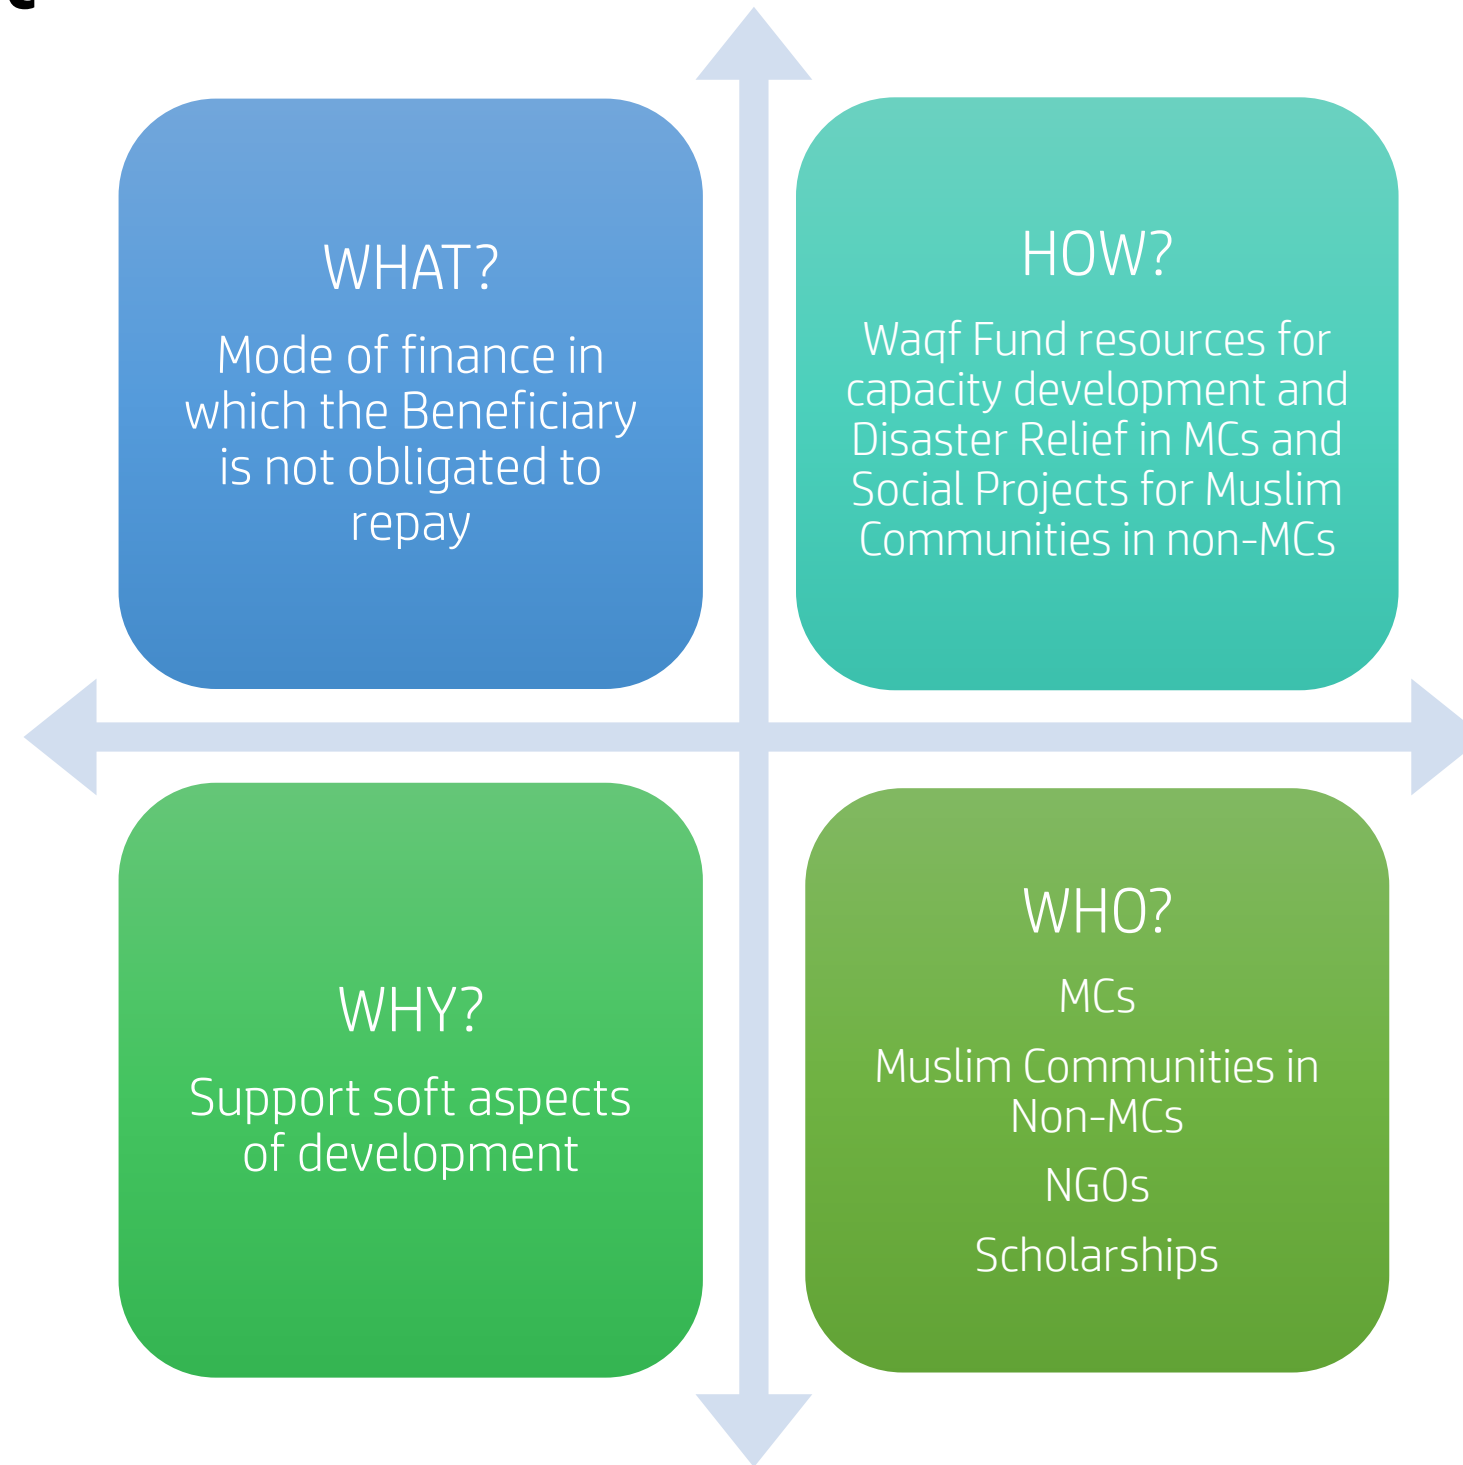 WHAT?
Mode of finance in
which the Beneficiary
is not obligated to
repay
HOW?
Waqf Fund resources for
capacity development and
Disaster Relief in MCs and
Social Projects for Muslim
Communities in non-MCs
WHY?
Support soft aspects
of development
WHO?
MCs
Muslim Communities in
Non-MCs
NGOs
Scholarships